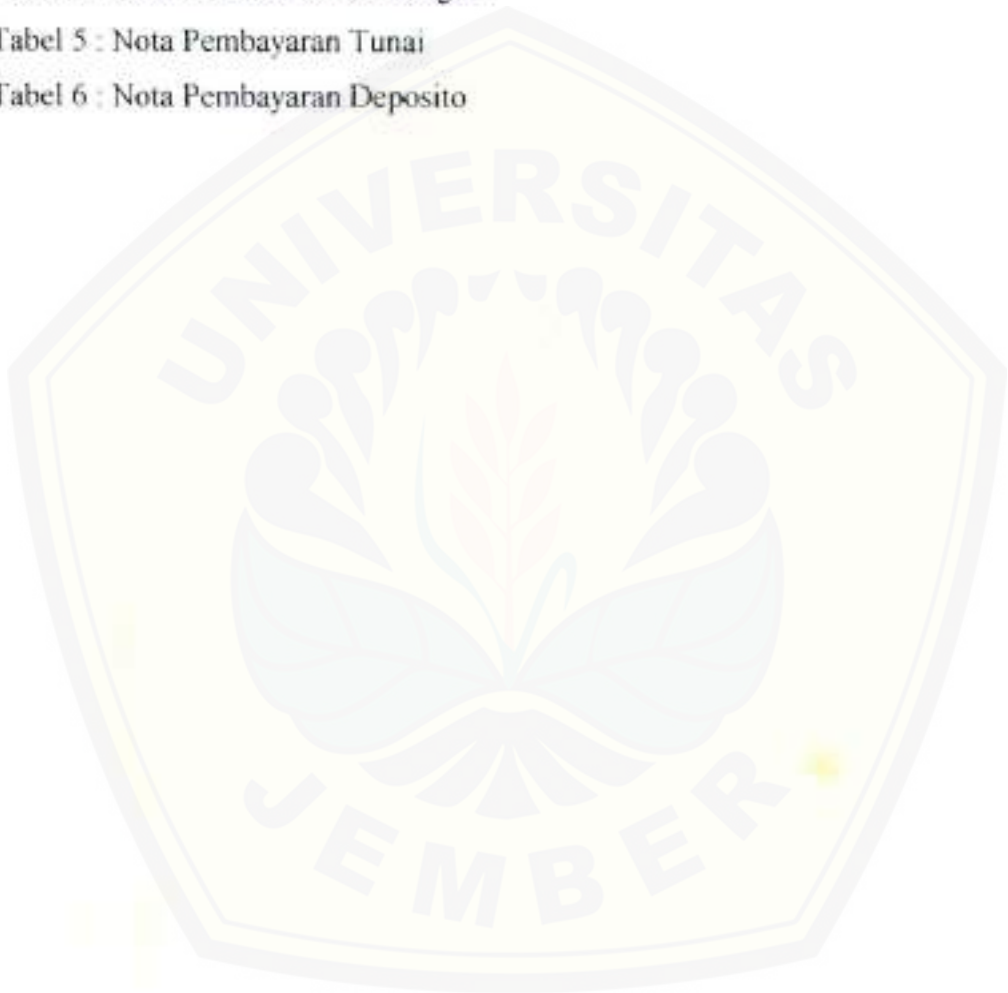 Tabel 5 : Nota Pembayaran Tunai
Tabel 6 : Nota Pembayaran Deposito
UNIVERSITAS
JEMBER